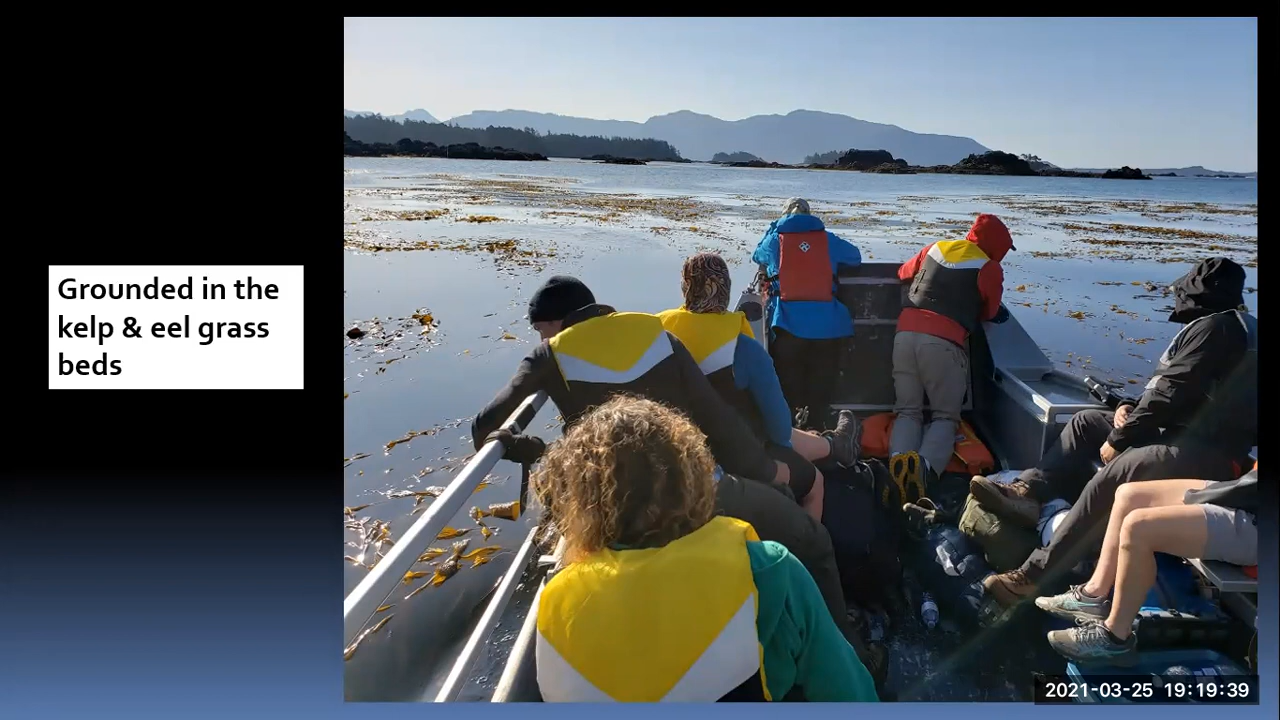 Grounded in the
kelp & eel grass
beds
2021-03-25 19:19:39